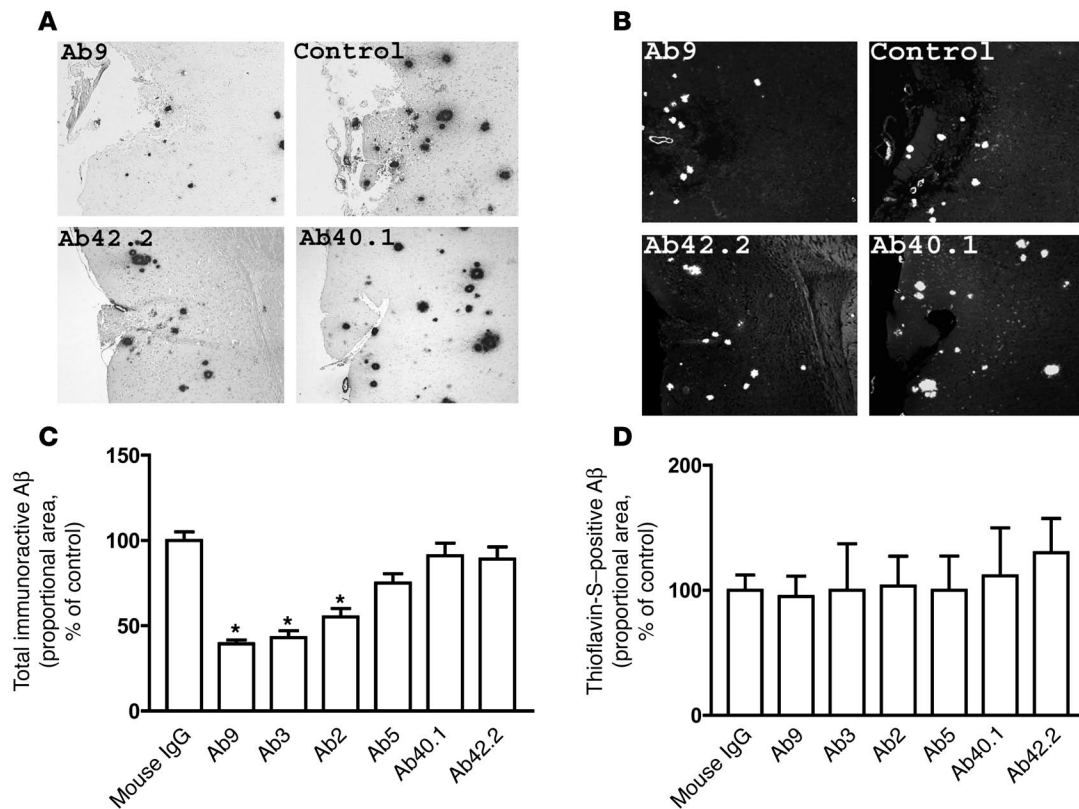 A
Ab9
Control
Ab42.2
Ab40.1
B
Ab9
Control
Ab42.2
Ab40.1
C
Total immunoractive Aβ
(proportional area,
% of control)
150
100
50
0
*
*
*
Mouse IgG
Ab9
Ab3
Ab2
Ab5
Ab40.1
Ab42.2
D
Thioflavin-S–positive Aβ
(proportional area,
% of control)
200
100
0
Mouse IgG
Ab9
Ab3
Ab2
Ab5
Ab40.1
Ab42.2